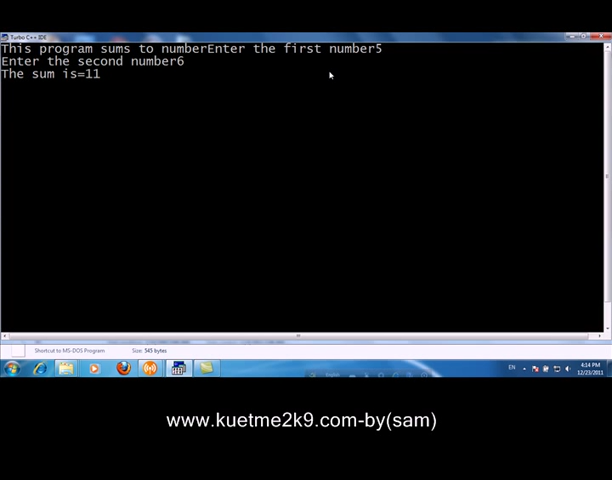 Turbo C++ IDE
This program sums to numberEnter the first number5
Enter the second number6
The sum is=11
Shortcut to MS-DOS Program Size: 545 bytes
EN
4:14 PM
12/23/2011
www.kuetme2k9.com-by(sam)